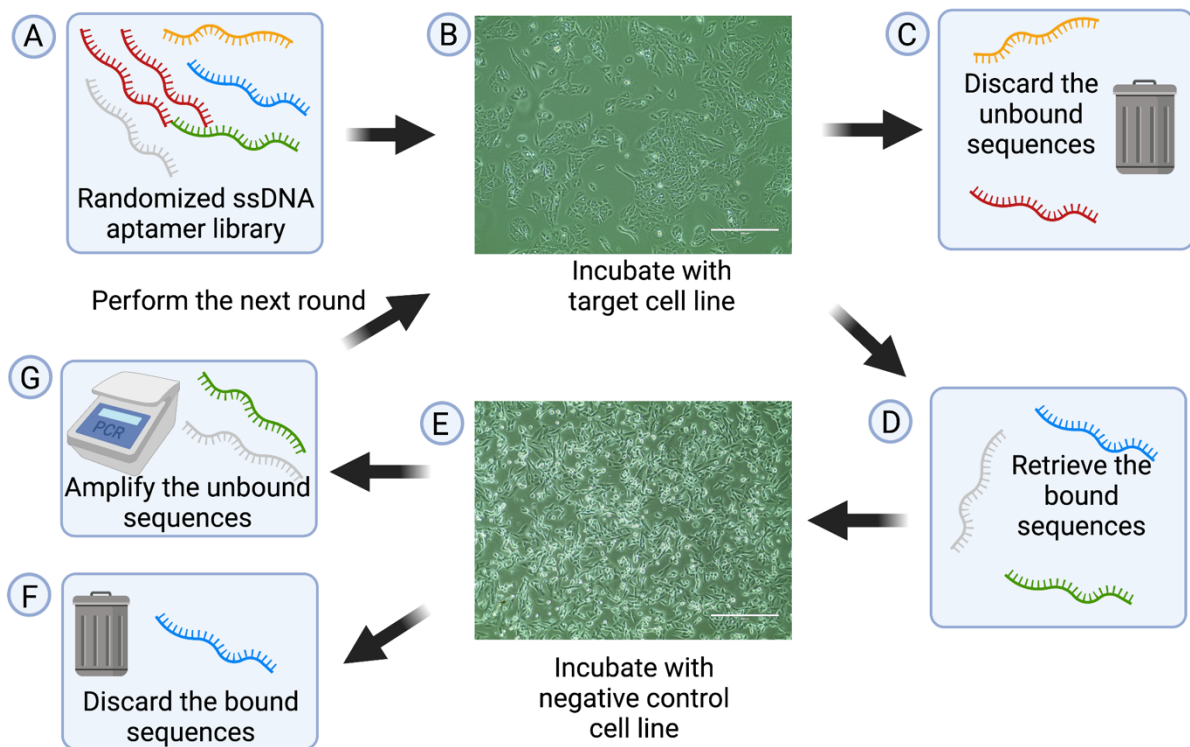 A
Randomized ssDNA
aptamer library
B
Incubate with
target cell line
C
Discard the
unbound
sequences
Perform the next round
D
Retrieve the
bound
sequences
E
Incubate with
negative control
cell line
G
PCR
Amplify the unbound
sequences
F
Discard the bound
sequences